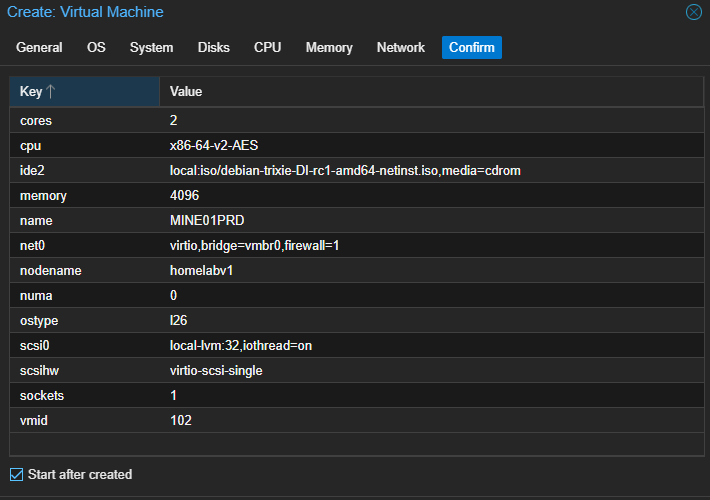 Create: Virtual Machine
General OS System Disks CPU Memory Network Confirm
Key Value
cores 2
cpu x86-64-v2-AES
ide2 local:iso/debian-trixie-DI-rc1-amd64-netinst.iso,media=cdrom
memory 4096
name MINE01PRD
net0 virtio,bridge=vmbr0,firewall=1
nodename homelabv1
numa 0
ostype l26
scsi0 local-lvm:32,iothread=on
scsihw virtio-scsi-single
sockets 1
vmid 102
Start after created